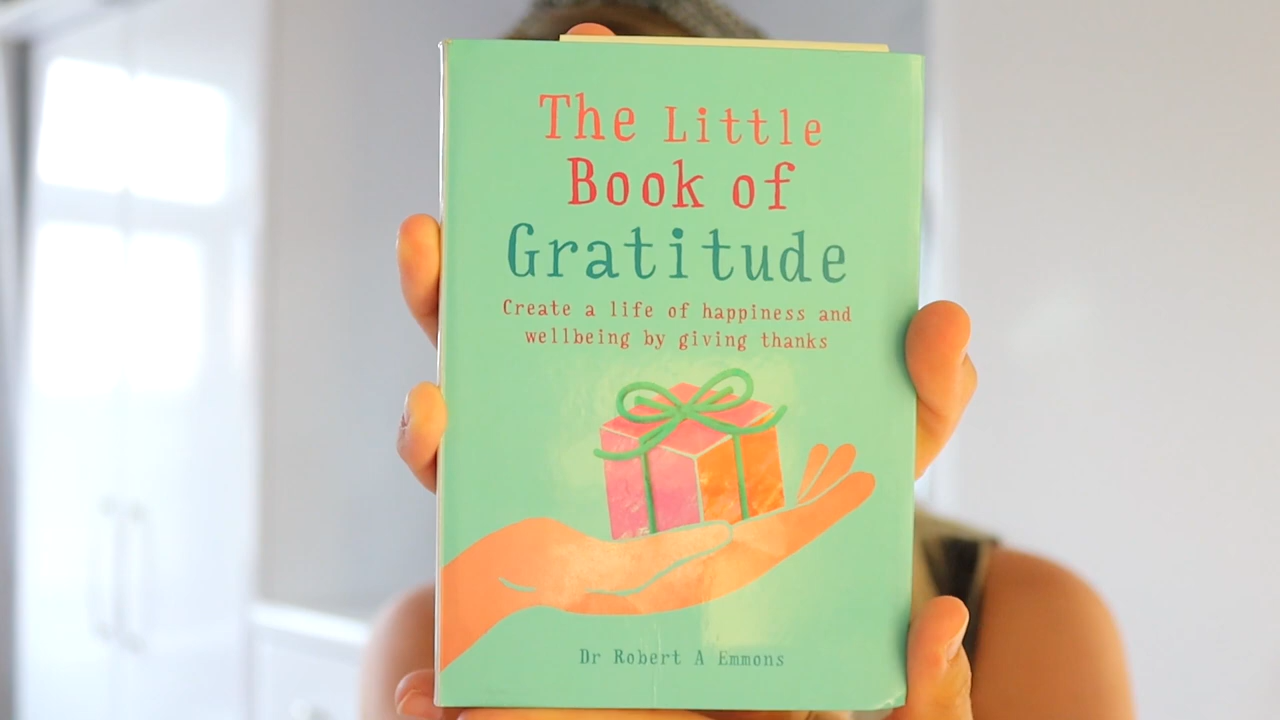 The Little
Book of
Gratitude
Create a life of happiness and
wellbeing by giving thanks
Dr Robert A Emmons